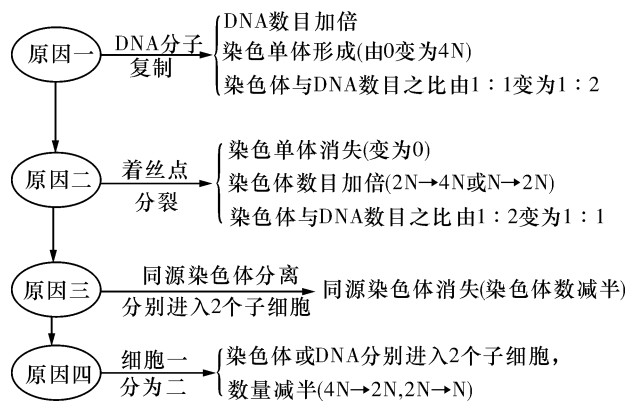 原因一
DNA分子
复制
DNA数目加倍
染色单体形成(由0变为4N)
染色体与DNA数目之比由1∶1变为1∶2
原因二
着丝点
分裂
染色单体消失(变为0)
染色体数目加倍(2N→4N或N→2N)
染色体与DNA数目之比由1∶2变为1∶1
原因三
同源染色体分离
分别进入2个子细胞
同源染色体消失(染色体数减半)
原因四
细胞一
分为二
染色体或DNA分别进入2个子细胞，
数量减半(4N→2N,2N→N)